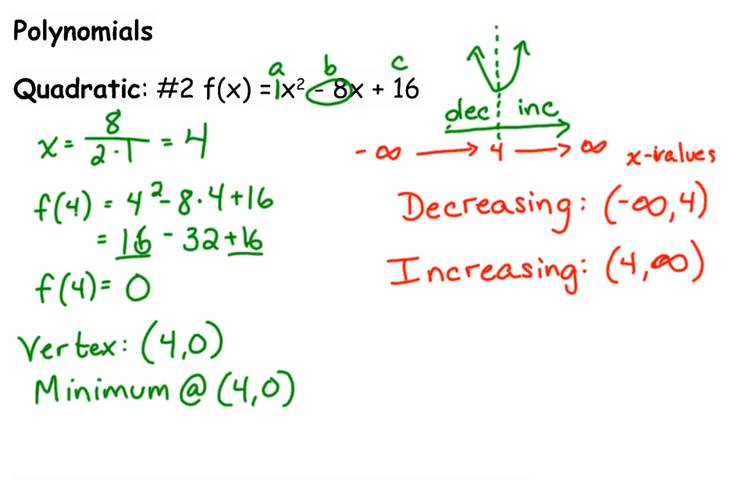 Polynomials
a b c
Quadratic: #2 f(x) = 1x² - 8x + 16
x = 8 / 2·1 = 4
f(4) = 4² - 8·4 + 16
= 16 - 32 + 16
f(4) = 0
Vertex: (4,0)
Minimum @ (4,0)
dec inc
-∞ → 4 → ∞ x-values
Decreasing: (-∞,4)
Increasing: (4,∞)